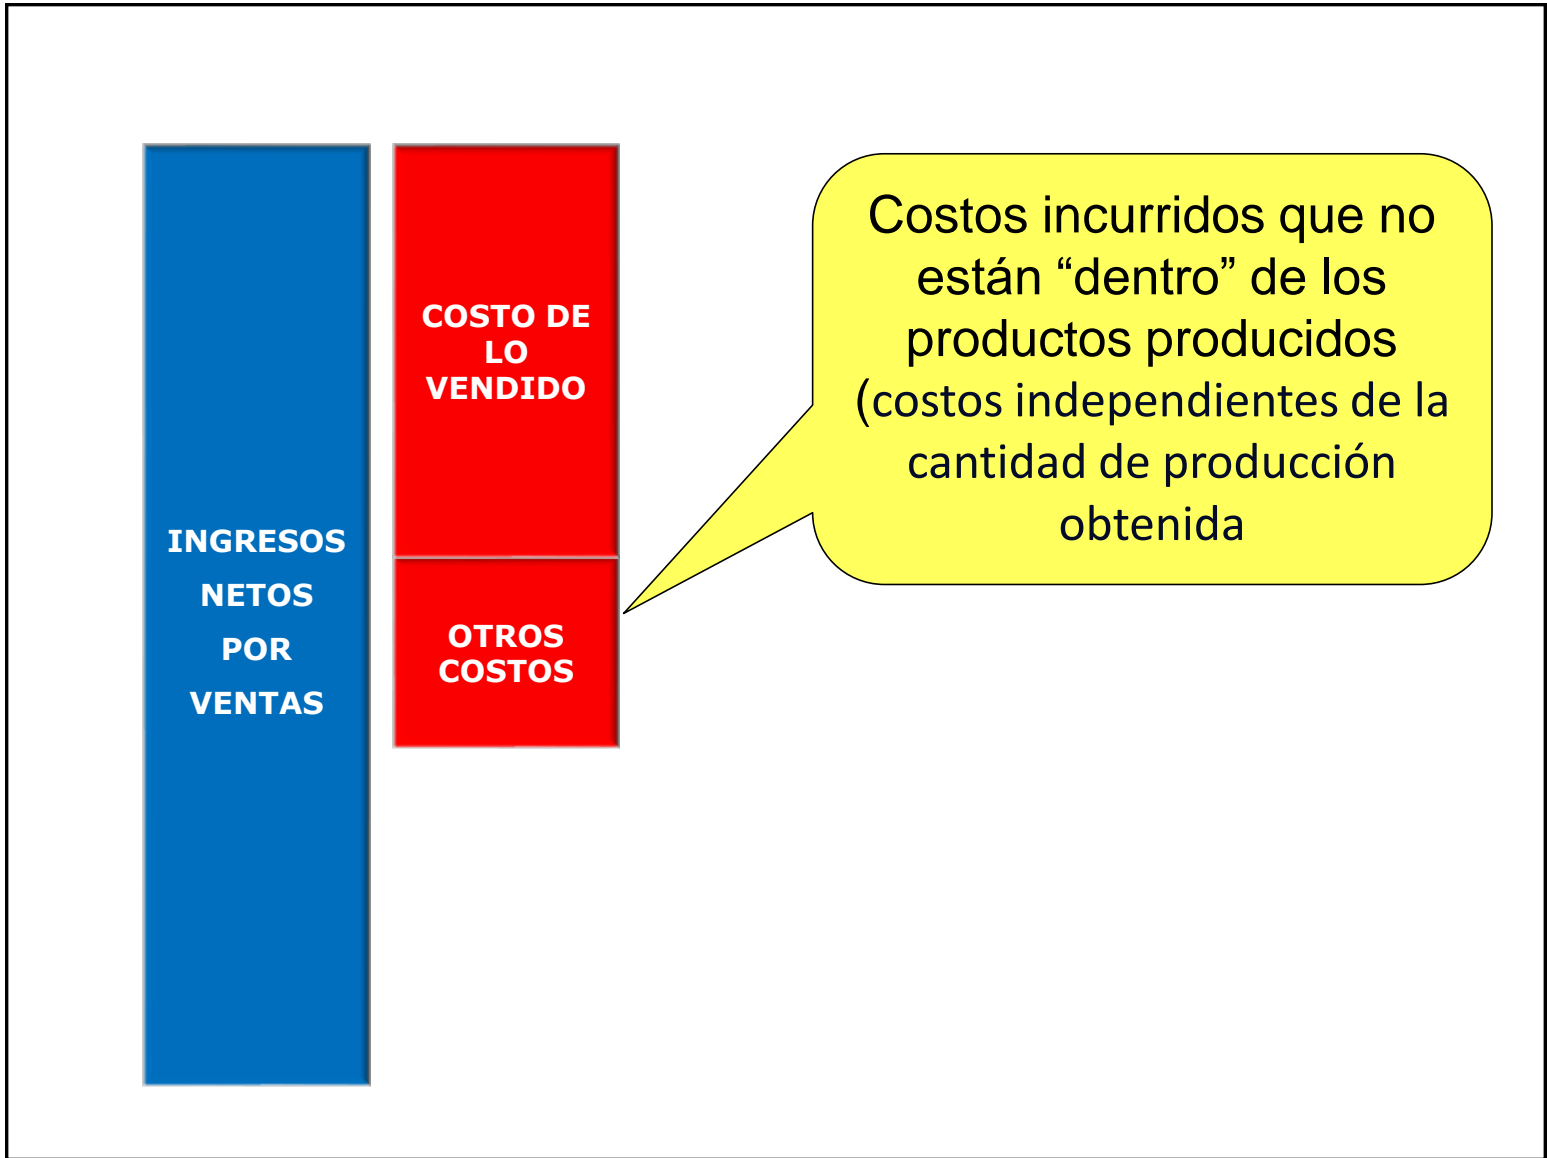 INGRESOS
NETOS
POR
VENTAS
COSTO DE
LO
VENDIDO
OTROS
COSTOS
Costos incurridos que no
están “dentro” de los
productos producidos
(costos independientes de la
cantidad de producción
obtenida